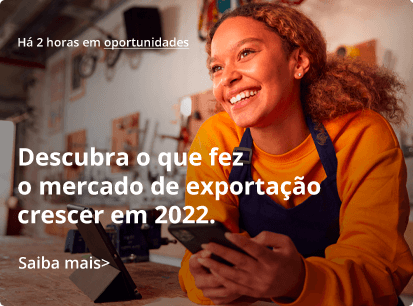 Há 2 horas em oportunidades
Descubra o que fez
o mercado de exportação
crescer em 2022.
Saiba mais>